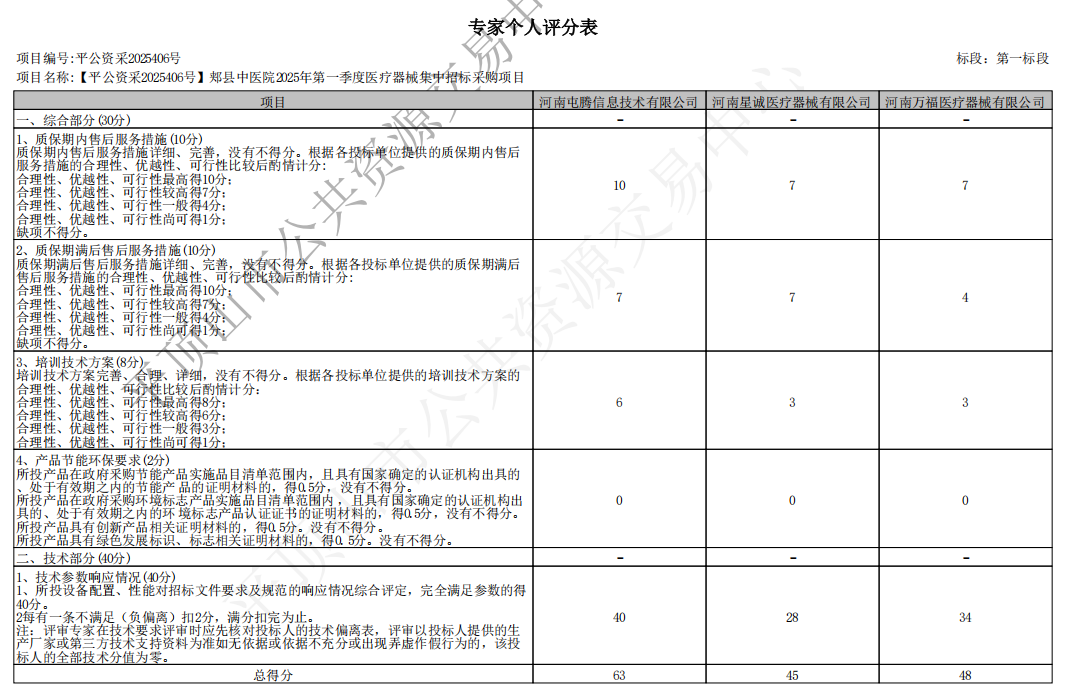 专家个人评分表
项目编号:平公资采2025406号
标段：第一标段
项目名称:【平公资采2025406号】郏县中医院2025年第一季度医疗器械集中招标采购项目
项目 河南屯腾信息技术有限公司 河南星诚医疗器械有限公司 河南万福医疗器械有限公司
一、综合部分(30分) - - -
1、质保期内售后服务措施(10分)
质保期内售后服务措施详细、完善，没有不得分。根据各投标单位提供的质保期内售后
服务措施的合理性、优越性、可行性比较后酌情计分:
合理性、优越性、可行性最高得10分;
合理性、优越性、可行性较高得7分;
合理性、优越性、可行性一般得4分;
合理性、优越性、可行性尚可得1分;
缺项不得分。
10 7 7
2、质保期满后售后服务措施(10分)
质保期满后售后服务措施详细、完善，没有不得分。根据各投标单位提供的质保期满后
售后服务措施的合理性、优越性、可行性比较后酌情计分:
合理性、优越性、可行性最高得10分;
合理性、优越性、可行性较高得7分;
合理性、优越性、可行性一般得4分;
合理性、优越性、可行性尚可得1分;
缺项不得分。
7 7 4
3、培训技术方案(8分)
培训技术方案完善、合理、详细，没有不得分。根据各投标单位提供的培训技术方案的
合理性、优越性、可行性比较后酌情计分:
合理性、优越性、可行性最高得8分;
合理性、优越性、可行性较高得6分;
合理性、优越性、可行性一般得3分;
合理性、优越性、可行性尚可得1分;
6 3 3
4、产品节能环保要求(2分)
所投产品在政府采购节能产品实施品目清单范围内，且具有国家确定的认证机构出具的
、处于有效期之内的节能产品的证明材料的，得0.5分，没有不得分。
所投产品在政府采购环境标志产品实施品目清单范围内，且具有国家确定的认证机构出
具的、处于有效期之内的环境标志产品认证证书的证明材料的，得0.5分，没有不得分。
所投产品具有创新产品相关证明材料的，得0.5分。没有不得分。
所投产品具有绿色发展标识、标志相关证明材料的，得0.5分。没有不得分。
0 0 0
二、技术部分(40分) - - -
1、技术参数响应情况(40分)
1、所投设备配置、性能对招标文件要求及规范的响应情况综合评定，完全满足参数的得
40分。
2每有一条不满足（负偏离）扣2分，满分扣完为止。
注：评审专家在技术要求评审时应先核对投标人的技术偏离表，评审以投标人提供的生
产厂家或第三方技术支持资料为准如无依据或依据不充分或出现弄虚作假行为的，该投
标人的全部技术分值为零。
40 28 34
总得分 63 45 48
平顶山市公共资源交易中心
平顶山市公共资源交易中心